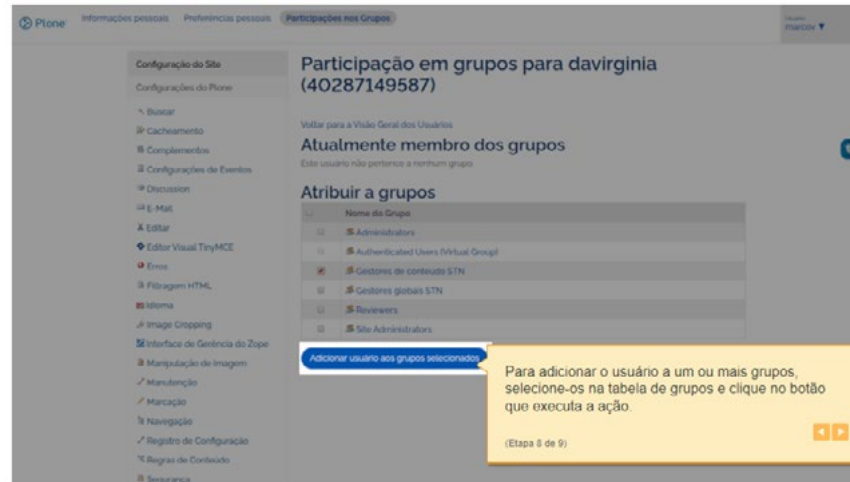 Plone
Informações pessoais Preferências pessoais Participações nos Grupos
marcov
Configuração do Site
Configurações do Plone
Buscar
Cacheamento
Complementos
Configurações de Eventos
Discussion
E-Mail
Editar
Editor Visual TinyMCE
Erros
Filtragem HTML
Idioma
Image Cropping
Interface de Gerência do Zope
Manipulação de Imagem
Manutenção
Marcação
Navegação
Registro de Configuração
Regras de Conteúdo
Segurança
Participação em grupos para davirginia
(40287149587)
Voltar para a Visão Geral dos Usuários
Atualmente membro dos grupos
Este usuário não pertence a nenhum grupo
Atribuir a grupos
Nome do Grupo
Administrators
Authenticated Users (Virtual Group)
Gestores de conteúdo STN
Gestores globais STN
Reviewers
Site Administrators
Adicionar usuário aos grupos selecionados
Para adicionar o usuário a um ou mais grupos,
selecione-os na tabela de grupos e clique no botão
que executa a ação.
(Etapa 8 de 9)